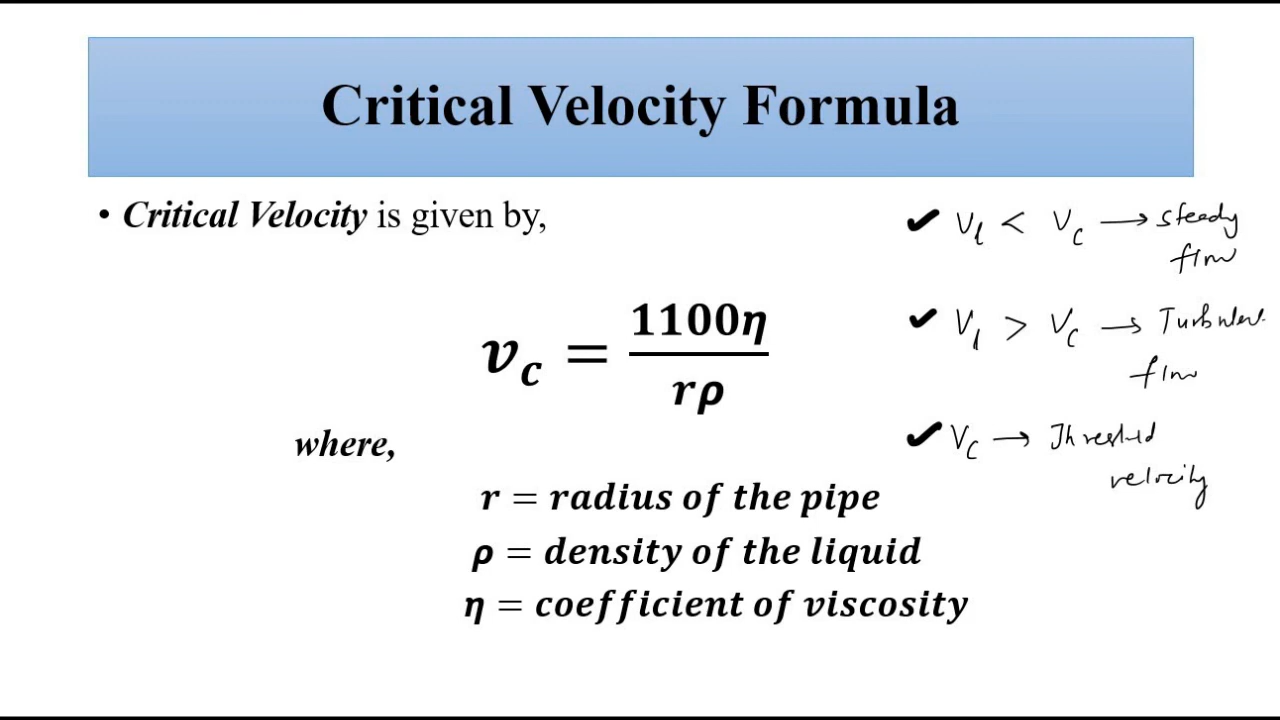 Critical Velocity Formula
• Critical Velocity is given by,
v_c = 1100η / rρ
where,
r = radius of the pipe
ρ = density of the liquid
η = coefficient of viscosity
✔ V_l < V_c → steady
flow
✔ V_l > V_c → Turbulent
flow
✔ V_c → Threshold
velocity